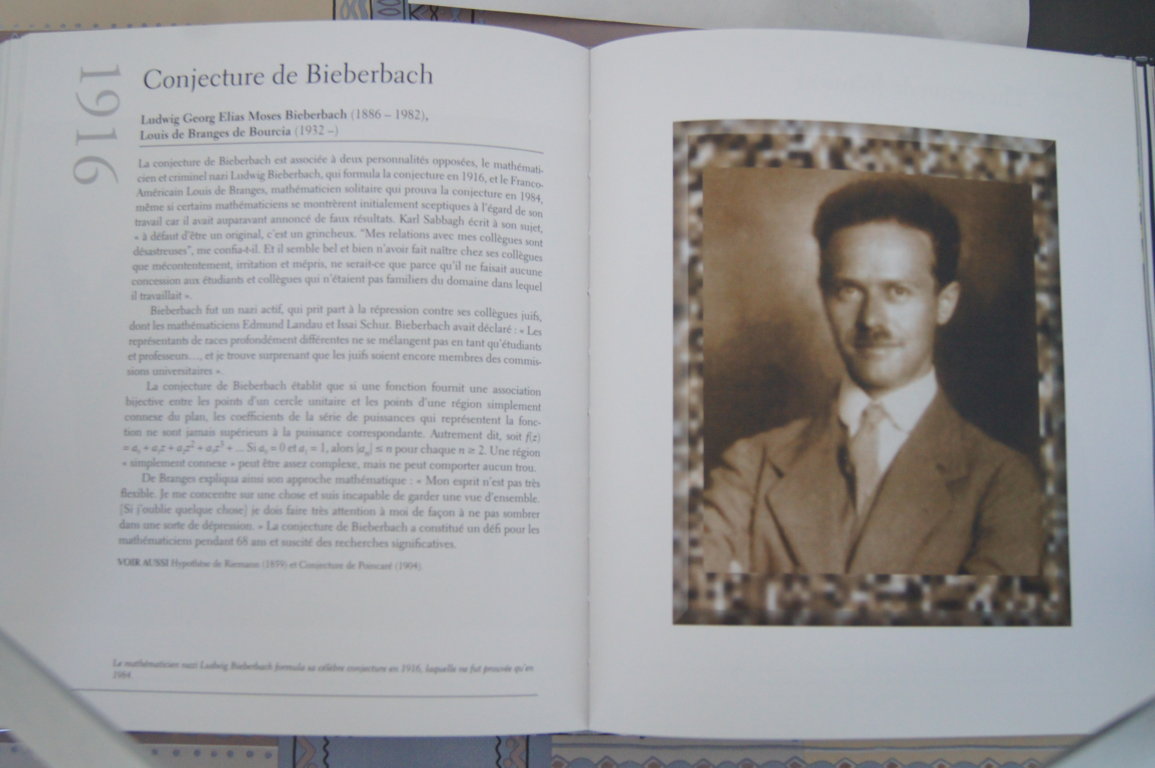 1916
Conjecture de Bieberbach
Ludwig Georg Elias Moses Bieberbach (1886 – 1982),
Louis de Branges de Bourcia (1932 –)
La conjecture de Bieberbach est associée à deux personnalités opposées, le mathémati-
cien et criminel nazi Ludwig Bieberbach, qui formula la conjecture en 1916, et le Franco-
Américain Louis de Branges, mathématicien solitaire qui prouva la conjecture en 1984,
même si certains mathématiciens se montrèrent initialement sceptiques à l'égard de son
travail car il avait auparavant annoncé de faux résultats. Karl Sabbagh écrit à son sujet,
« à défaut d'être un original, c'est un grincheux. "Mes relations avec mes collègues sont
désastreuses", me confia-t-il. Et il semble bel et bien n'avoir fait naître chez ses collègues
que mécontentement, irritation et mépris, ne serait-ce que parce qu'il ne faisait aucune
concession aux étudiants et collègues qui n'étaient pas familiers du domaine dans lequel
il travaillait ».
Bieberbach fut un nazi actif, qui prit part à la répression contre ses collègues juifs,
dont les mathématiciens Edmund Landau et Issai Schur. Bieberbach avait déclaré : « Les
représentants de races profondément différentes ne se mélangent pas en tant qu'étudiants
et professeurs…, et je trouve surprenant que les juifs soient encore membres des commis-
sions universitaires ».
La conjecture de Bieberbach établit que si une fonction fournit une association
bijective entre les points d'un cercle unitaire et les points d'une région simplement
connexe du plan, les coefficients de la série de puissances qui représentent la fonc-
tion ne sont jamais supérieurs à la puissance correspondante. Autrement dit, soit f(z)
= a₀ + a₁z + a₂z² + a₃z³ + ... Si a₀ = 0 et a₁ = 1, alors |aₙ| ≤ n pour chaque n ≥ 2. Une région
« simplement connexe » peut être assez complexe, mais ne peut comporter aucun trou.
De Branges expliqua ainsi son approche mathématique : « Mon esprit n'est pas très
flexible. Je me concentre sur une chose et suis incapable de garder une vue d'ensemble.
[Si j'oublie quelque chose] je dois faire très attention à moi de façon à ne pas sombrer
dans une sorte de dépression. » La conjecture de Bieberbach a constitué un défi pour les
mathématiciens pendant 68 ans et suscité des recherches significatives.
VOIR AUSSI Hypothèse de Riemann (1859) et Conjecture de Poincaré (1904).
Le mathématicien nazi Ludwig Bieberbach formula sa célèbre conjecture en 1916, laquelle ne fut prouvée qu'en
1984.